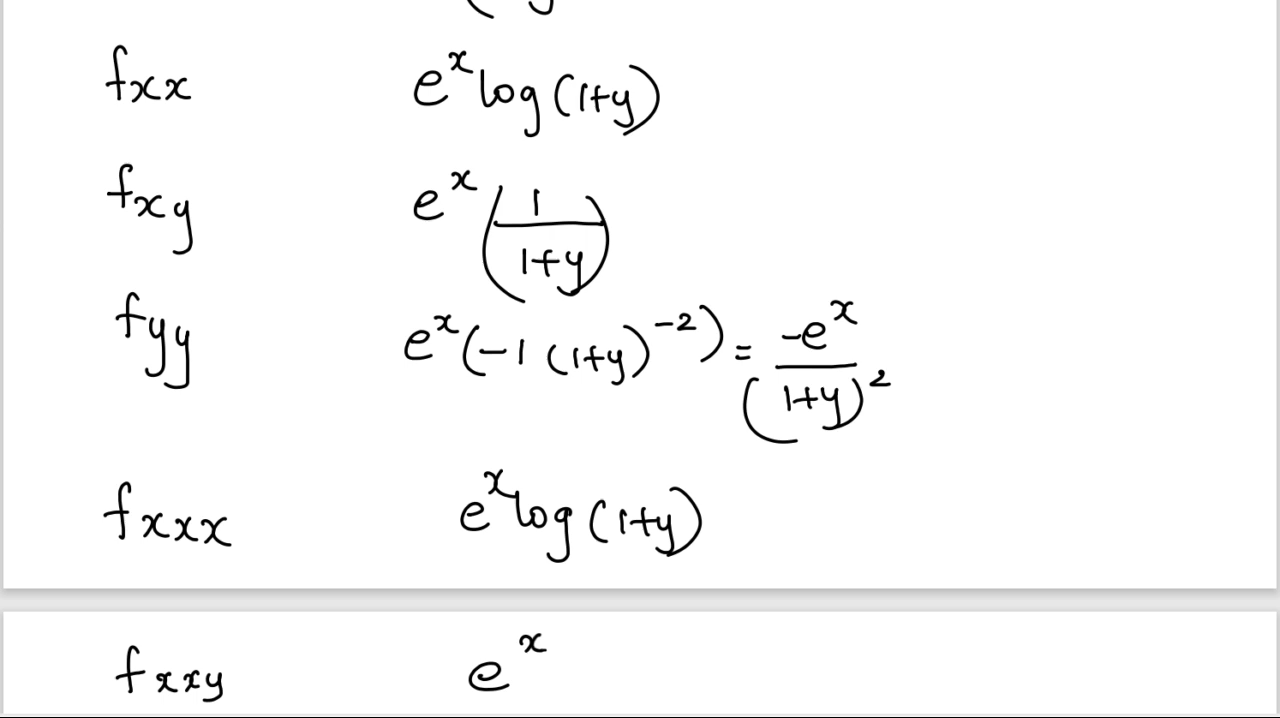 fxx e^x log (1+y)
fxy e^x (1/(1+y))
fyy e^x (-1 (1+y)^-2) = -e^x/(1+y)^2
fxxx e^x log (1+y)
fxxy e^x